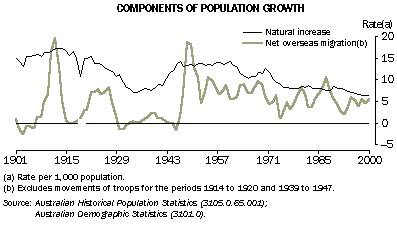 COMPONENTS OF POPULATION GROWTH
Rate(a)
Natural increase
Net overseas migration(b)
20
15
10
5
0
−5
1901 1915 1929 1943 1957 1971 1985 2000
(a) Rate per 1,000 population.
(b) Excludes movements of troops for the periods 1914 to 1920 and 1939 to 1947.
Source: Australian Historical Population Statistics (3105.0.65.001);
Australian Demographic Statistics (3101.0).